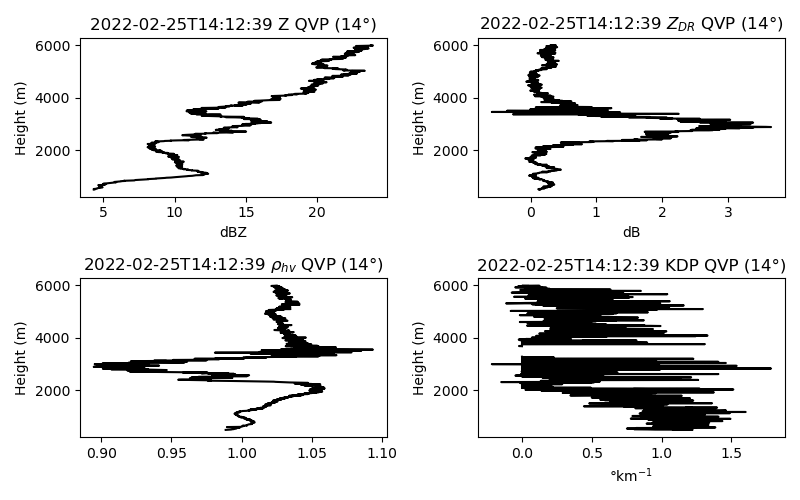 2022-02-25T14:12:39 Z QVP (14°)
2022-02-25T14:12:39 Z_DR QVP (14°)
Height (m)
6000
4000
2000
5 10 15 20
dBZ
Height (m)
6000
4000
2000
0 1 2 3
dB
2022-02-25T14:12:39 ρ_hv QVP (14°)
2022-02-25T14:12:39 KDP QVP (14°)
Height (m)
6000
4000
2000
0.90 0.95 1.00 1.05 1.10
Height (m)
6000
4000
2000
0.0 0.5 1.0 1.5
°km⁻¹